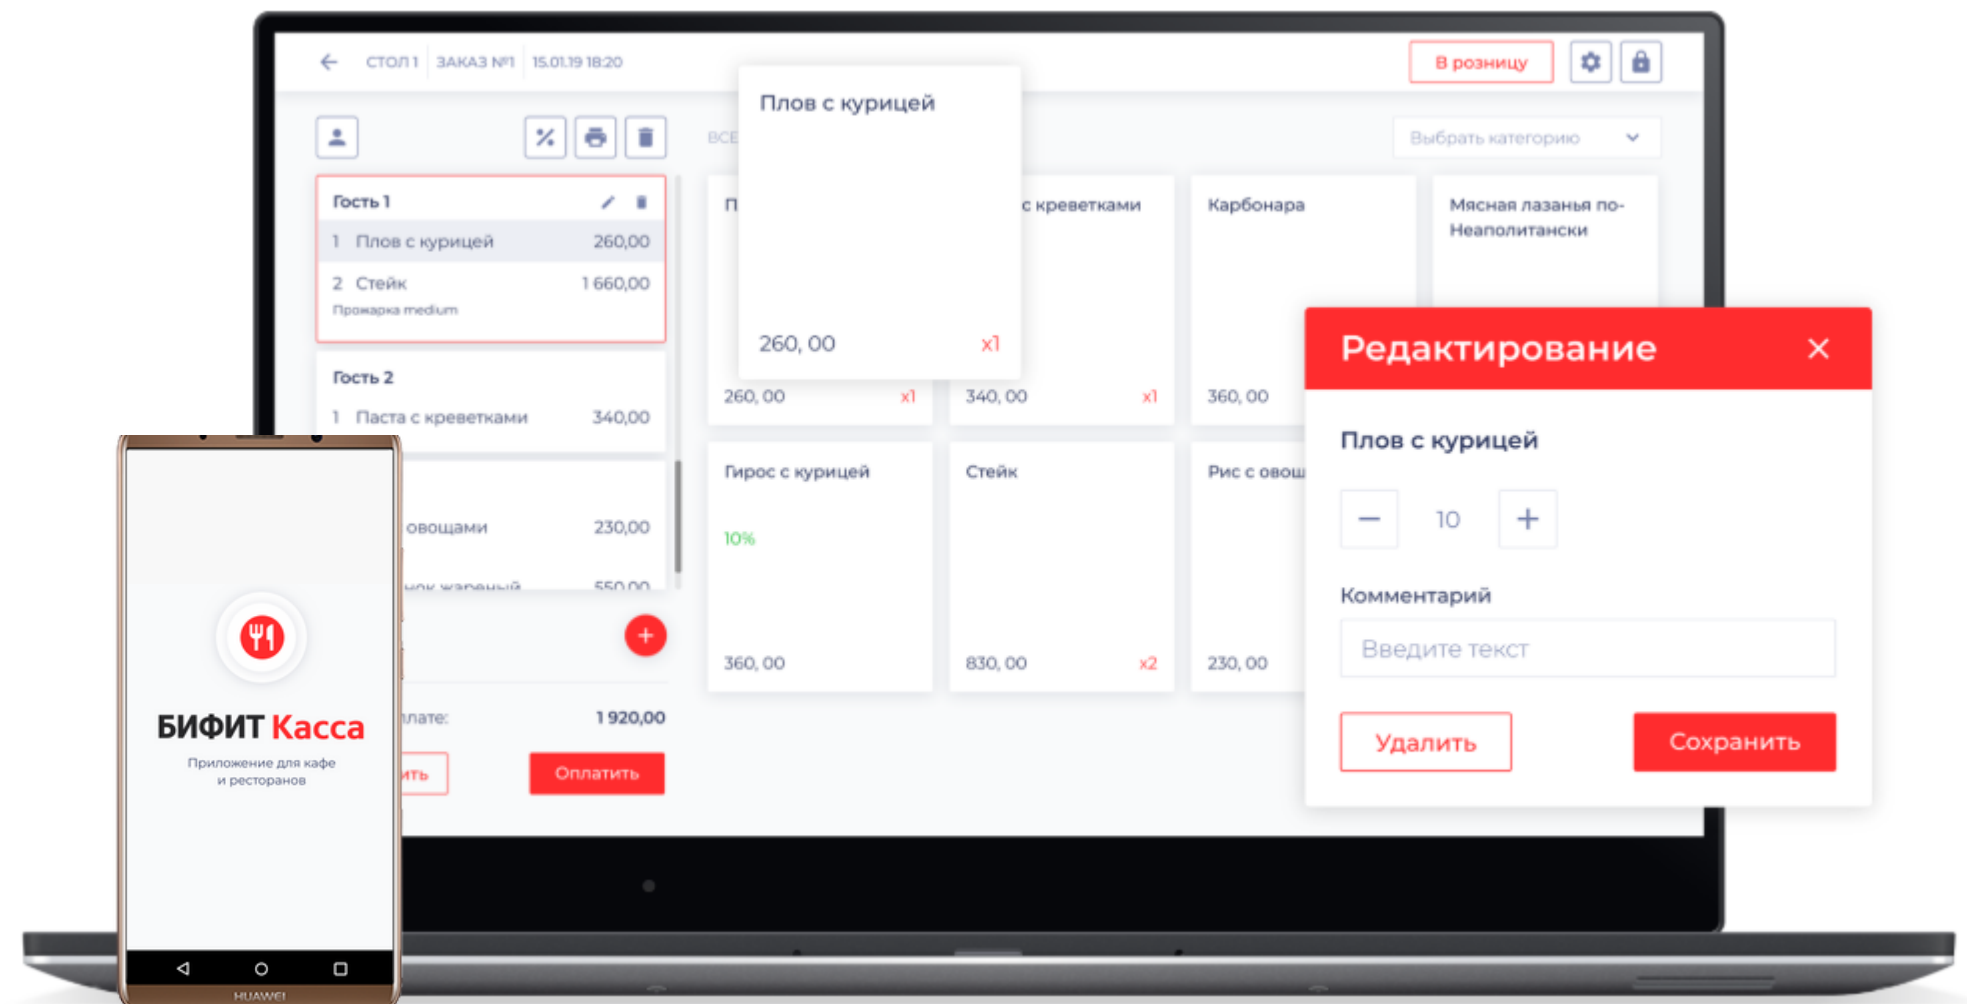 СТОЛ 1 ЗАКАЗ №1 15.01.19 18:20
В розницу
ВСЕ
Выбрать категорию
Гость 1
1 Плов с курицей 260,00
2 Стейк 1 660,00
Прожарка medium
Гость 2
1 Паста с креветками 340,00
овощами 230,00
жареный 550,00
1 920,00
Оплатить
Плов с курицей
260, 00 x1
260, 00 x1
с креветками
340, 00 x1
Карбонара
360, 00
Мясная лазанья по-
Неаполитански
Гирос с курицей
10%
360, 00
Стейк
830, 00 x2
Рис с
230, 00
Редактирование
Плов с курицей
10
Комментарий
Введите текст
Удалить
Сохранить
БИФИТ Касса
Приложение для кафе
и ресторанов
HUAWEI